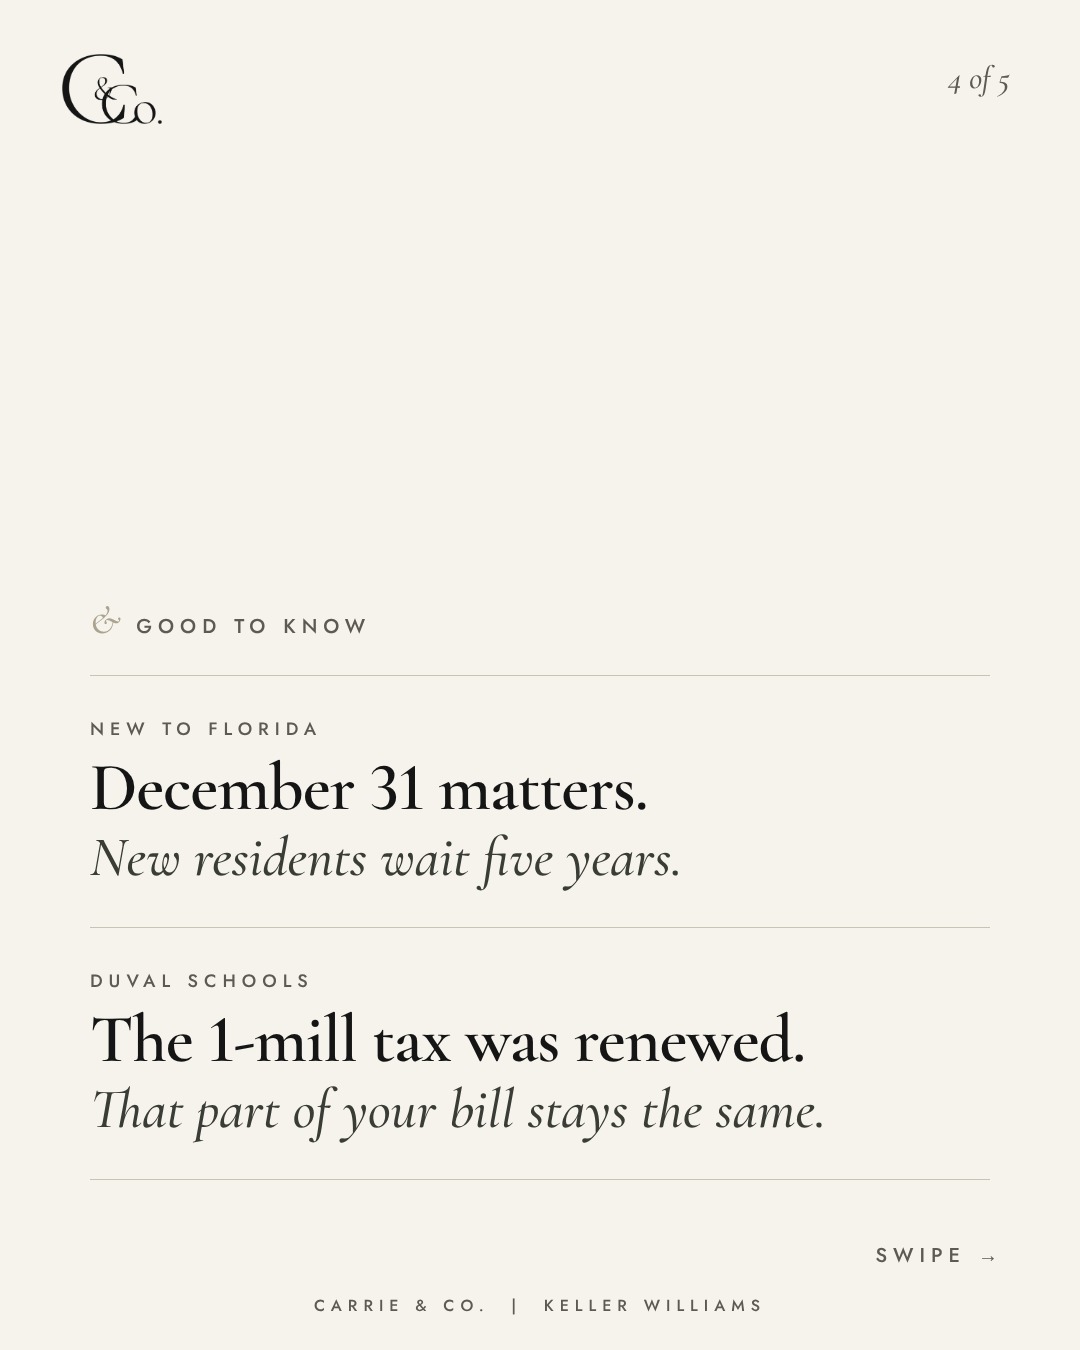 C&Co.
4 of 5
& GOOD TO KNOW
NEW TO FLORIDA
December 31 matters.
New residents wait five years.
DUVAL SCHOOLS
The 1-mill tax was renewed.
That part of your bill stays the same.
SWIPE →
CARRIE & CO. | KELLER WILLIAMS